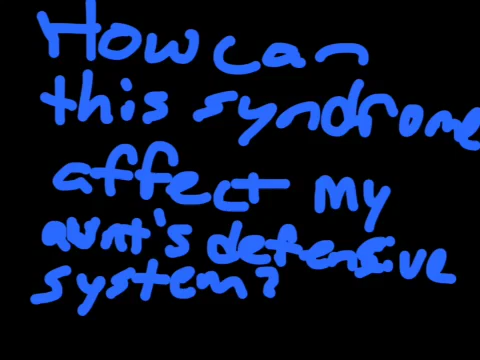 How can
this syndrome
affect my
aunt's defensive
system?